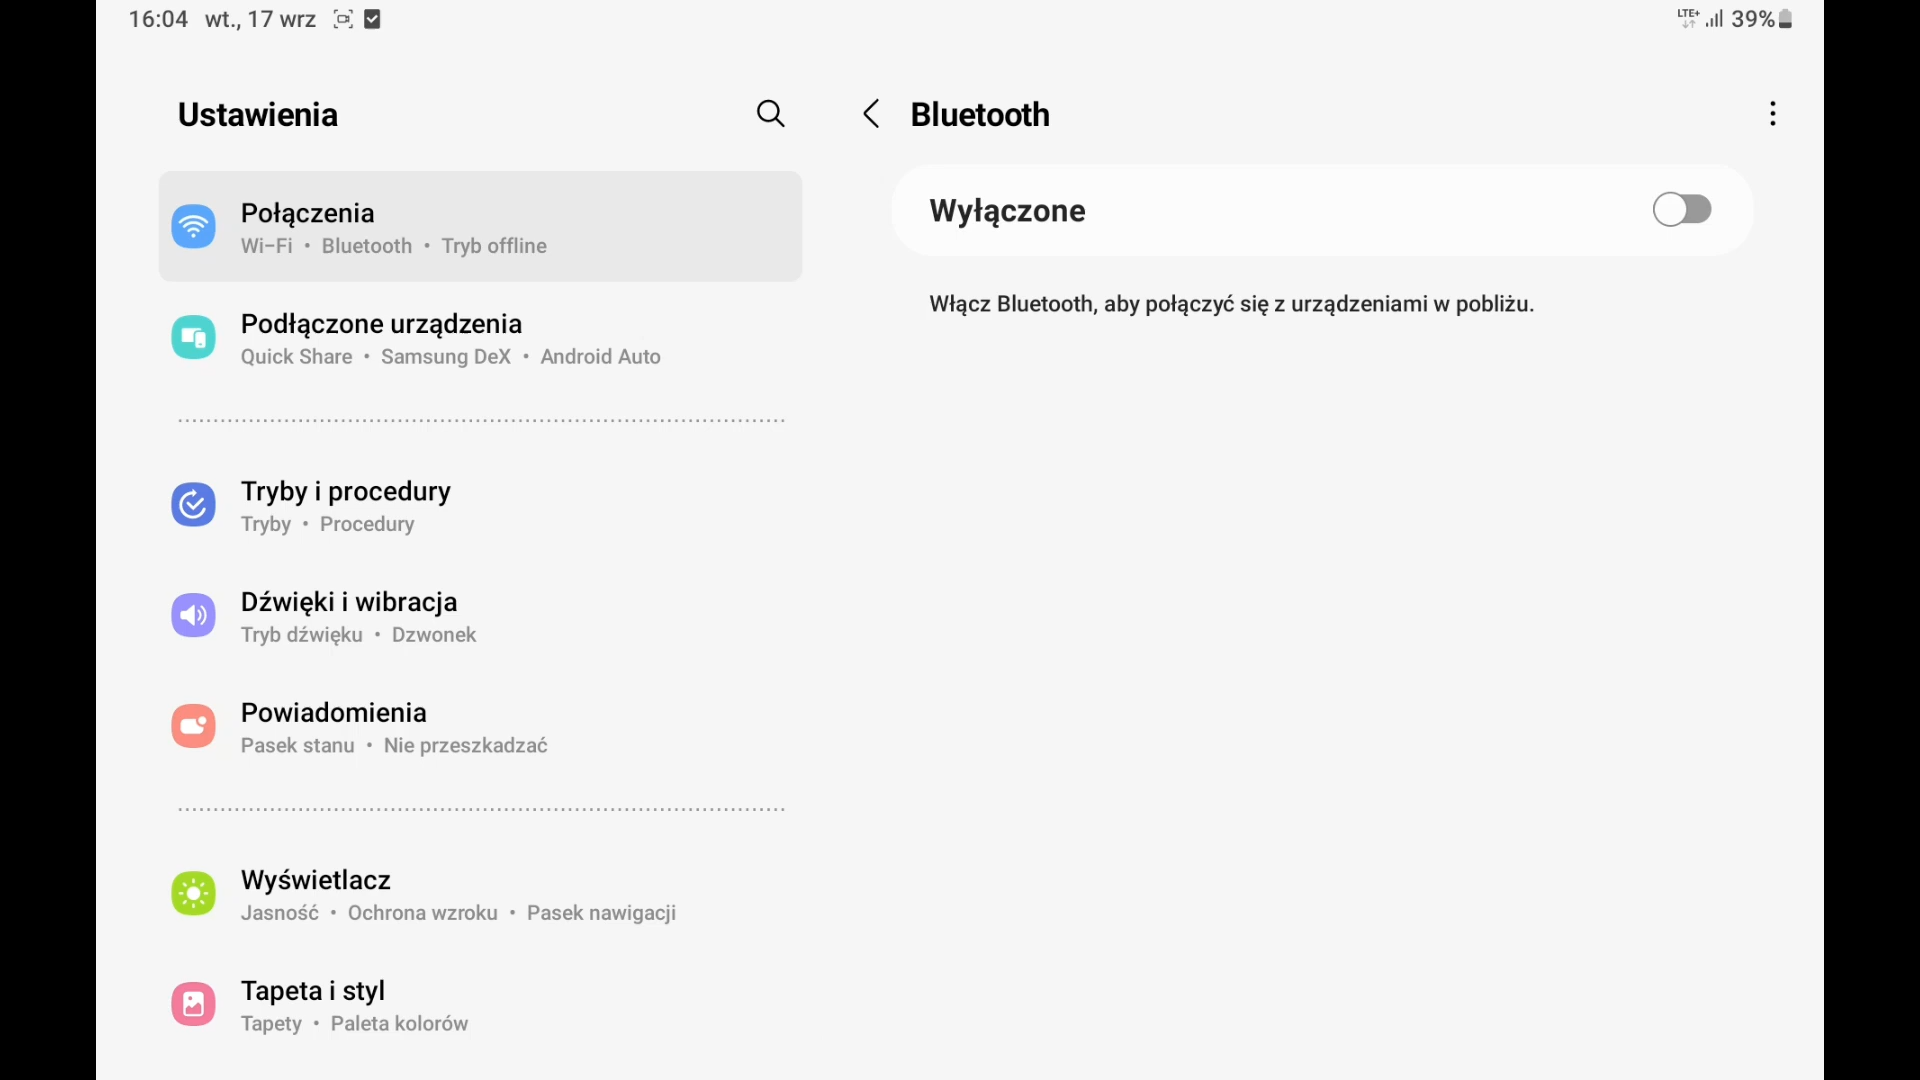 16:04 wt., 17 wrz
LTE+ 39%
Ustawienia
Połączenia
Wi-Fi • Bluetooth • Tryb offline
Podłączone urządzenia
Quick Share • Samsung DeX • Android Auto
Tryby i procedury
Tryby • Procedury
Dźwięki i wibracja
Tryb dźwięku • Dzwonek
Powiadomienia
Pasek stanu • Nie przeszkadzać
Wyświetlacz
Jasność • Ochrona wzroku • Pasek nawigacji
Tapeta i styl
Tapety • Paleta kolorów
Bluetooth
Wyłączone
Włącz Bluetooth, aby połączyć się z urządzeniami w pobliżu.